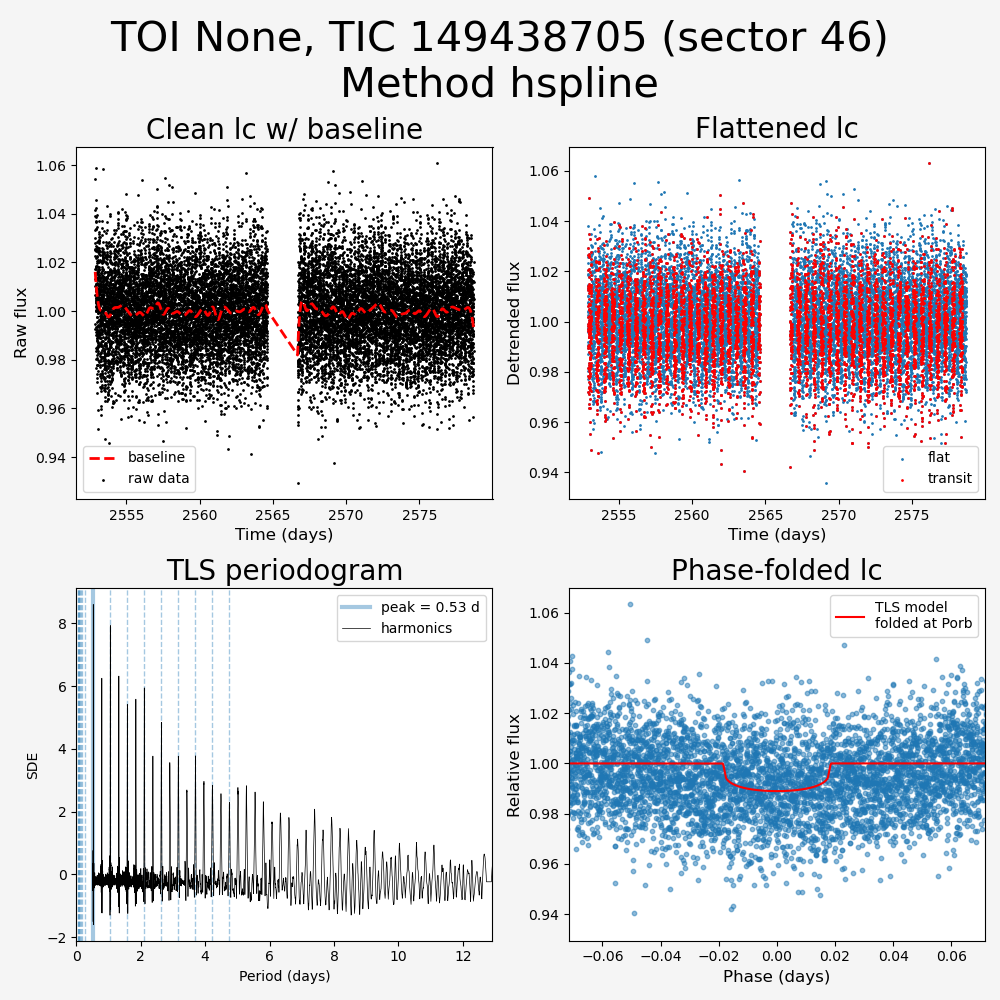 TOI None, TIC 149438705 (sector 46)
Method hspline
Clean lc w/ baseline
Raw flux
1.06
1.04
1.02
1.00
0.98
0.96
0.94
baseline
raw data
2555
2560
2565
2570
2575
Time (days)
Flattened lc
Detrended flux
1.06
1.04
1.02
1.00
0.98
0.96
0.94
flat
transit
2555
2560
2565
2570
2575
Time (days)
TLS periodogram
SDE
8
6
4
2
0
−2
peak = 0.53 d
harmonics
0
2
4
6
8
10
12
Period (days)
Phase-folded lc
Relative flux
1.06
1.04
1.02
1.00
0.98
0.96
0.94
TLS model
folded at Porb
−0.06
−0.04
−0.02
0.00
0.02
0.04
0.06
Phase (days)